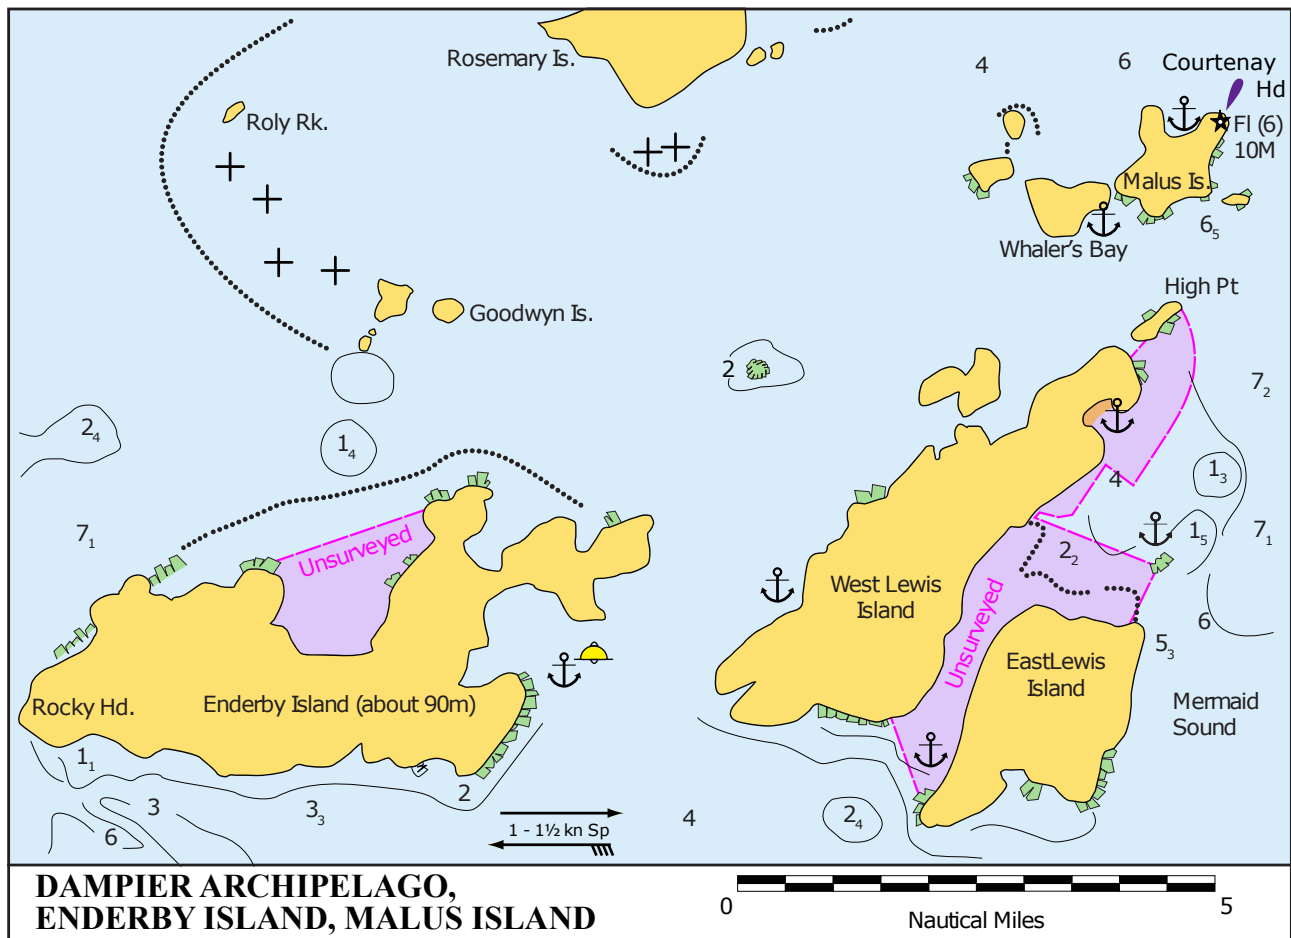 Rosemary Is.
4
6
Courtenay
Hd
Roly Rk.
Fl (6)
10M
Malus Is.
6₅
Whaler's Bay
High Pt
Goodwyn Is.
2
7₂
2₄
1₄
1₃
4
7₁
Unsurveyed
1₅
7₁
2₂
West Lewis
Island
Unsurveyed
6
5₃
EastLewis
Island
Rocky Hd.
Enderby Island (about 90m)
Mermaid
Sound
1₁
3
3₃
2
6
1 - 1½ kn Sp
4
2₄
DAMPIER ARCHIPELAGO,
ENDERBY ISLAND, MALUS ISLAND
0
5
Nautical Miles